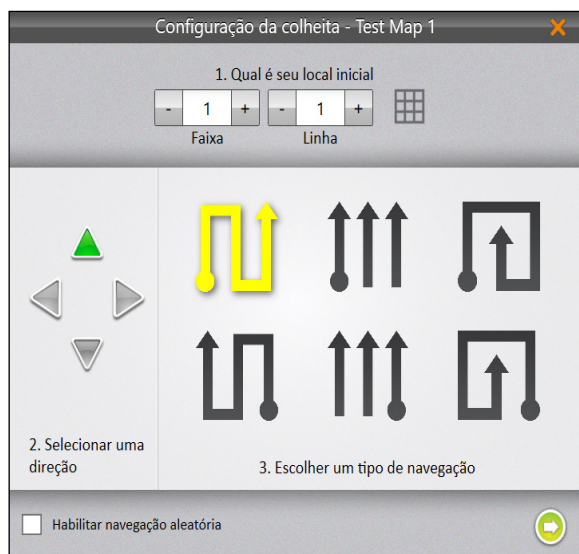 Configuração da colheita - Test Map 1
1. Qual é seu local inicial
- 1 + - 1 +
Faixa Linha
2. Selecionar uma
direção
3. Escolher um tipo de navegação
Habilitar navegação aleatória